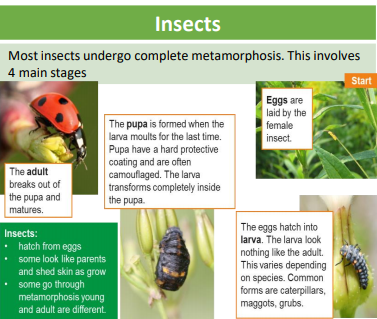 Insects
Most insects undergo complete metamorphosis. This involves
4 main stages
Start
Eggs are
laid by the
female
insect.
The pupa is formed when the
larva moults for the last time.
Pupa have a hard protective
coating and are often
camouflaged. The larva
transforms completely inside
the pupa.
The adult
breaks out of
the pupa and
matures.
The eggs hatch into
larva. The larva look
nothing like the adult.
This varies depending
on species. Common
forms are caterpillars,
maggots, grubs.
Insects:
• hatch from eggs
• some look like parents
and shed skin as grow
• some go through
metamorphosis young
and adult are different.